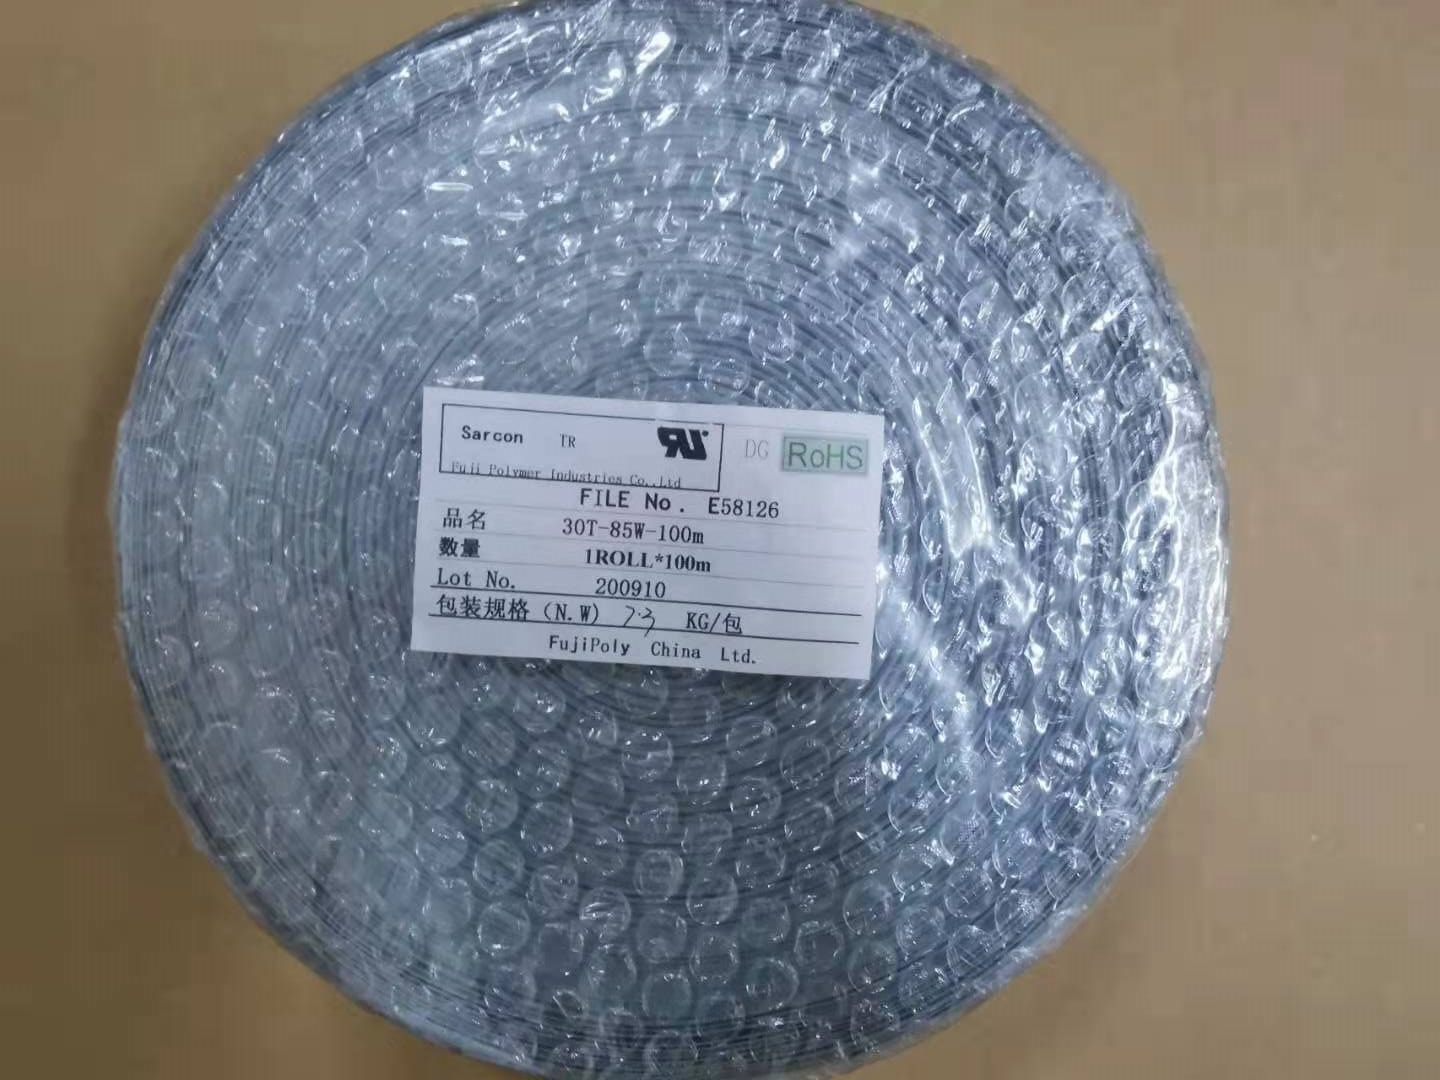 Sarcon TR DG RoHS
Fuji Polymer Industries Co.,Ltd
FILE No. E58126
品名 30T-85W-100m
数量 1ROLL*100m
Lot No. 200910
包装规格(N.W) 7.3 KG/包
FujiPoly China Ltd.